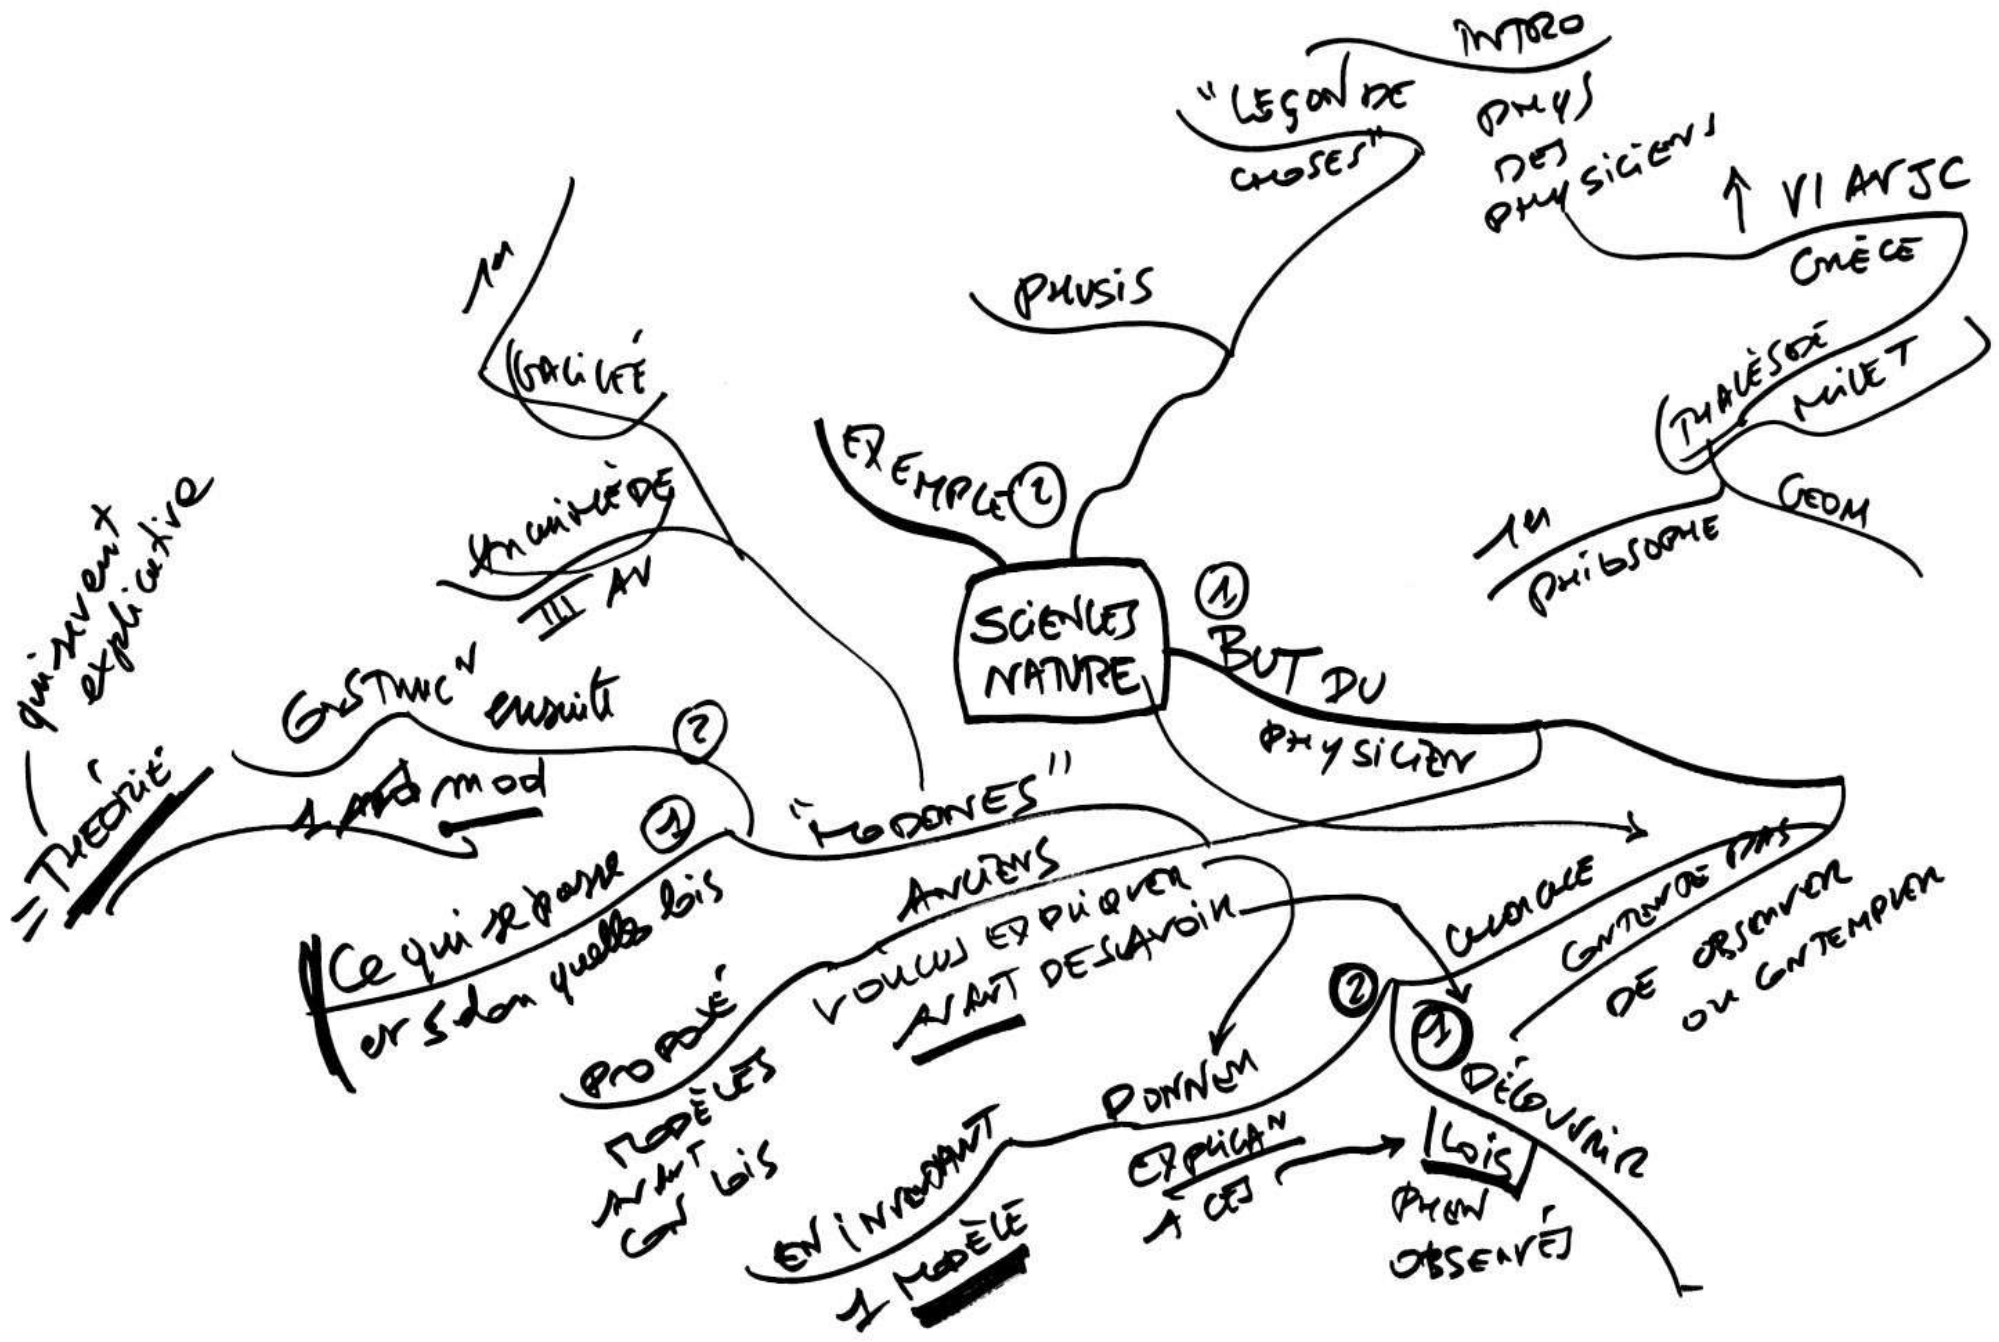 INTRO
"LEÇON DE
CHOSES"
PHYS
DES
PHYSICIENS
↑ VI AV JC
GRÈCE
THALÈS DE
MILET
GEOM
1er
PHILOSOPHE
PHUSIS
EXEMPLE ②
SCIENCES
NATURE
①
BUT DU
PHYSICIEN
CHERCHE
CONTENTE PAS
DE OBSERVER
OU CONTEMPLER
①
DÉCOUVRIR
LOIS
PHEN
OBSERVÉS
②
DONNER
EXPLICAN
A CES
EN INVENTANT
1 MODÈLE
ANCIENS
VOULUS EXPLIQUER
AVANT DE SAVOIR
PROPOSÉ
MODÈLES
AVANT
CON LOIS
"MODERNES"
①
Ce qui se passe
et selon quelles lois
②
ensuite
CONSTRUCN
1 mod
= THÉORIE
qui servent
explicative
1er
GALILÉE
ARCHIMÈDE
III AV